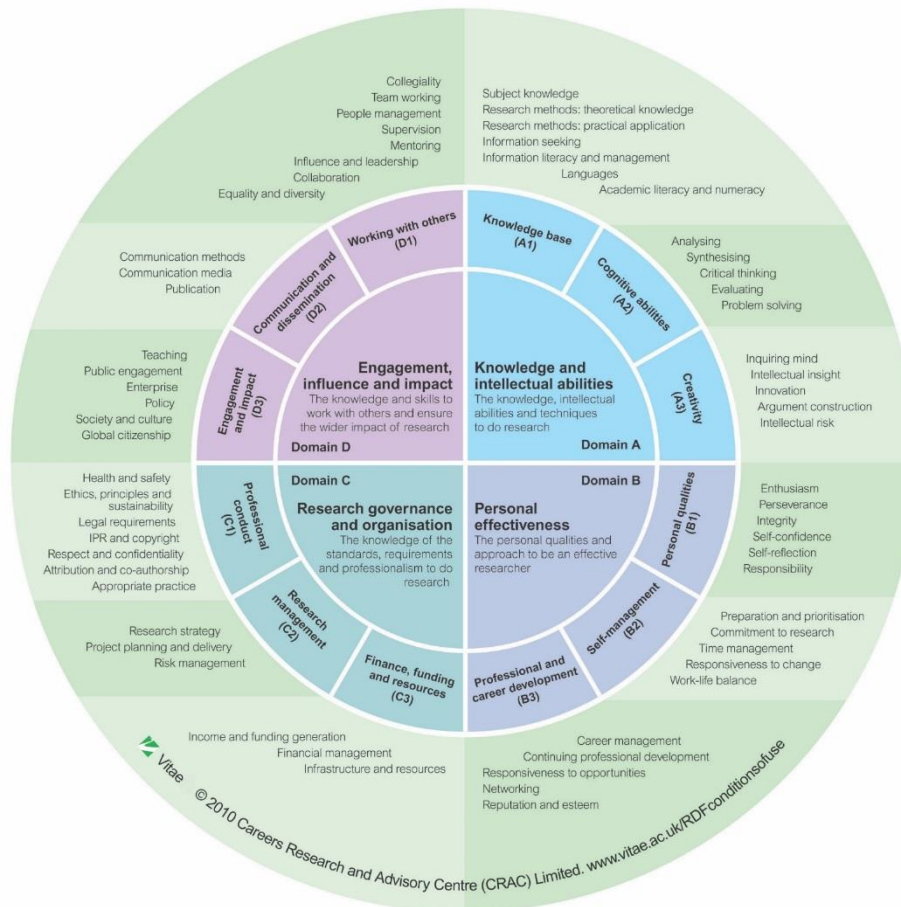 Collegiality
Team working
People management
Supervision
Mentoring
Influence and leadership
Collaboration
Equality and diversity
Subject knowledge
Research methods: theoretical knowledge
Research methods: practical application
Information seeking
Information literacy and management
Languages
Academic literacy and numeracy
Working with others
(D1)
Knowledge base
(A1)
Communication methods
Communication media
Publication
Communication and
dissemination
(D2)
Cognitive abilities
(A2)
Analysing
Synthesising
Critical thinking
Evaluating
Problem solving
Teaching
Public engagement
Enterprise
Policy
Society and culture
Global citizenship
Engagement
and impact
(D3)
Engagement,
influence and impact
The knowledge and skills to
work with others and ensure
the wider impact of research
Domain D
Knowledge and
intellectual abilities
The knowledge, intellectual
abilities and techniques
to do research
Domain A
Creativity
(A3)
Inquiring mind
Intellectual insight
Innovation
Argument construction
Intellectual risk
Health and safety
Ethics, principles and
sustainability
Legal requirements
IPR and copyright
Respect and confidentiality
Attribution and co-authorship
Appropriate practice
Professional
conduct
(C1)
Domain C
Research governance
and organisation
The knowledge of the
standards, requirements
and professionalism to do
research
Domain B
Personal
effectiveness
The personal qualities and
approach to be an effective
researcher
Personal qualities
(B1)
Enthusiasm
Perseverance
Integrity
Self-confidence
Self-reflection
Responsibility
Research strategy
Project planning and delivery
Risk management
Research
management
(C2)
Self-management
(B2)
Preparation and prioritisation
Commitment to research
Time management
Responsiveness to change
Work-life balance
Finance, funding
and resources
(C3)
Professional and
career development
(B3)
Income and funding generation
Financial management
Infrastructure and resources
Career management
Continuing professional development
Responsiveness to opportunities
Networking
Reputation and esteem
Vitae © 2010 Careers Research and Advisory Centre (CRAC) Limited. www.vitae.ac.uk/RDFconditionsofuse